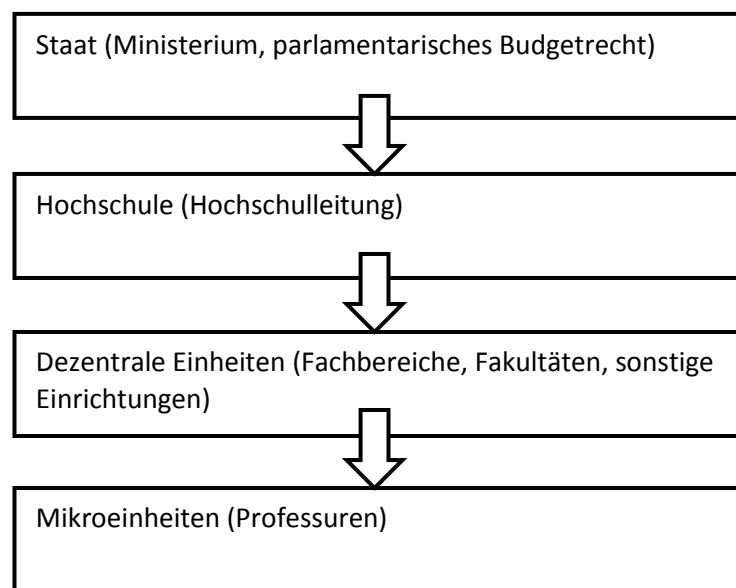 Staat (Ministerium, parlamentarisches Budgetrecht)
Hochschule (Hochschulleitung)
Dezentrale Einheiten (Fachbereiche, Fakultäten, sonstige
Einrichtungen)
Mikroeinheiten (Professuren)